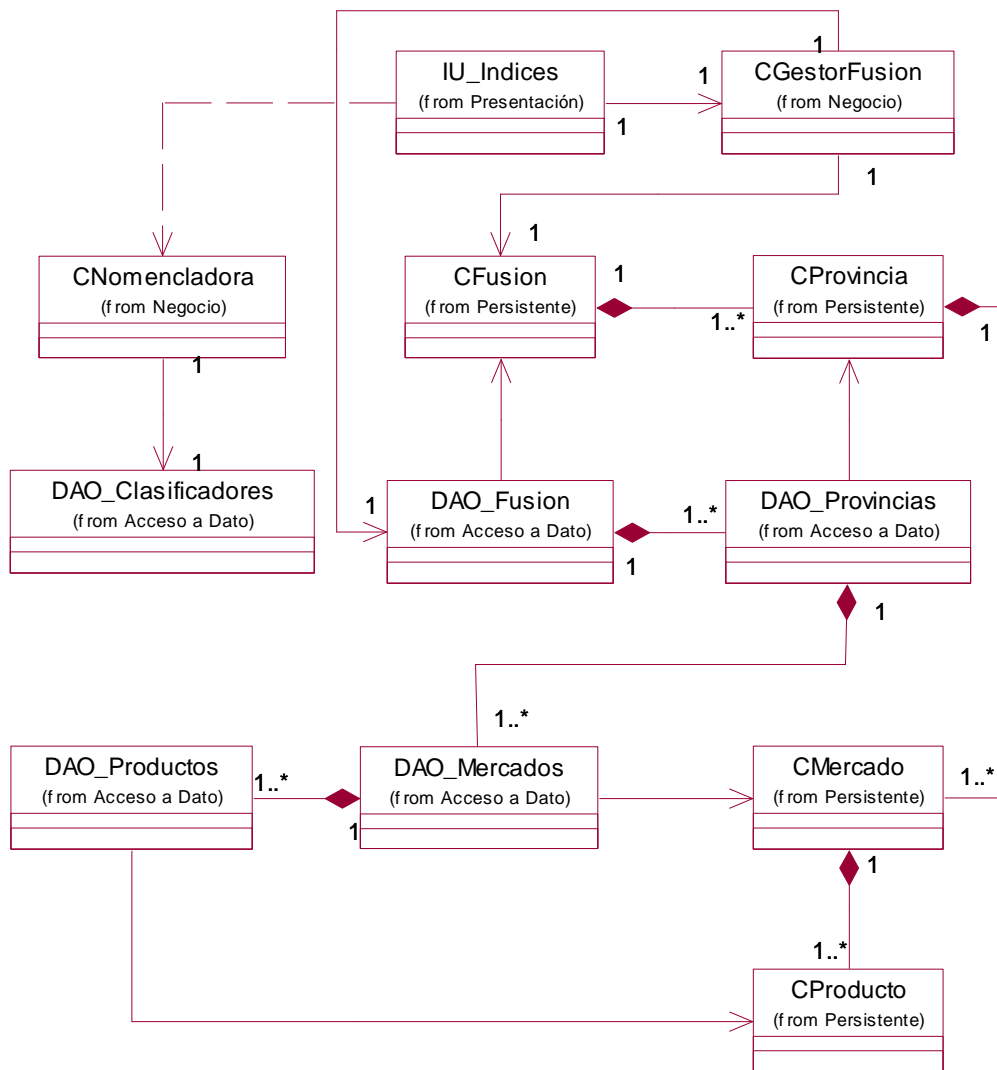 1
IU_Indices
(from Presentación)
1
CGestorFusion
(from Negocio)
1
1
1
CNomencladora
(from Negocio)
1
CFusion
(from Persistente)
1
1..*
CProvincia
(from Persistente)
1
1
1
DAO_Clasificadores
(from Acceso a Dato)
1
DAO_Fusion
(from Acceso a Dato)
1..*
1
DAO_Provincias
(from Acceso a Dato)
1
1..*
DAO_Productos
(from Acceso a Dato)
1..*
1
DAO_Mercados
(from Acceso a Dato)
CMercado
(from Persistente)
1..*
1
1..*
CProducto
(from Persistente)